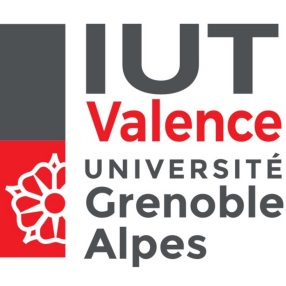 IUT
Valence
UNIVERSITÉ
Grenoble
Alpes